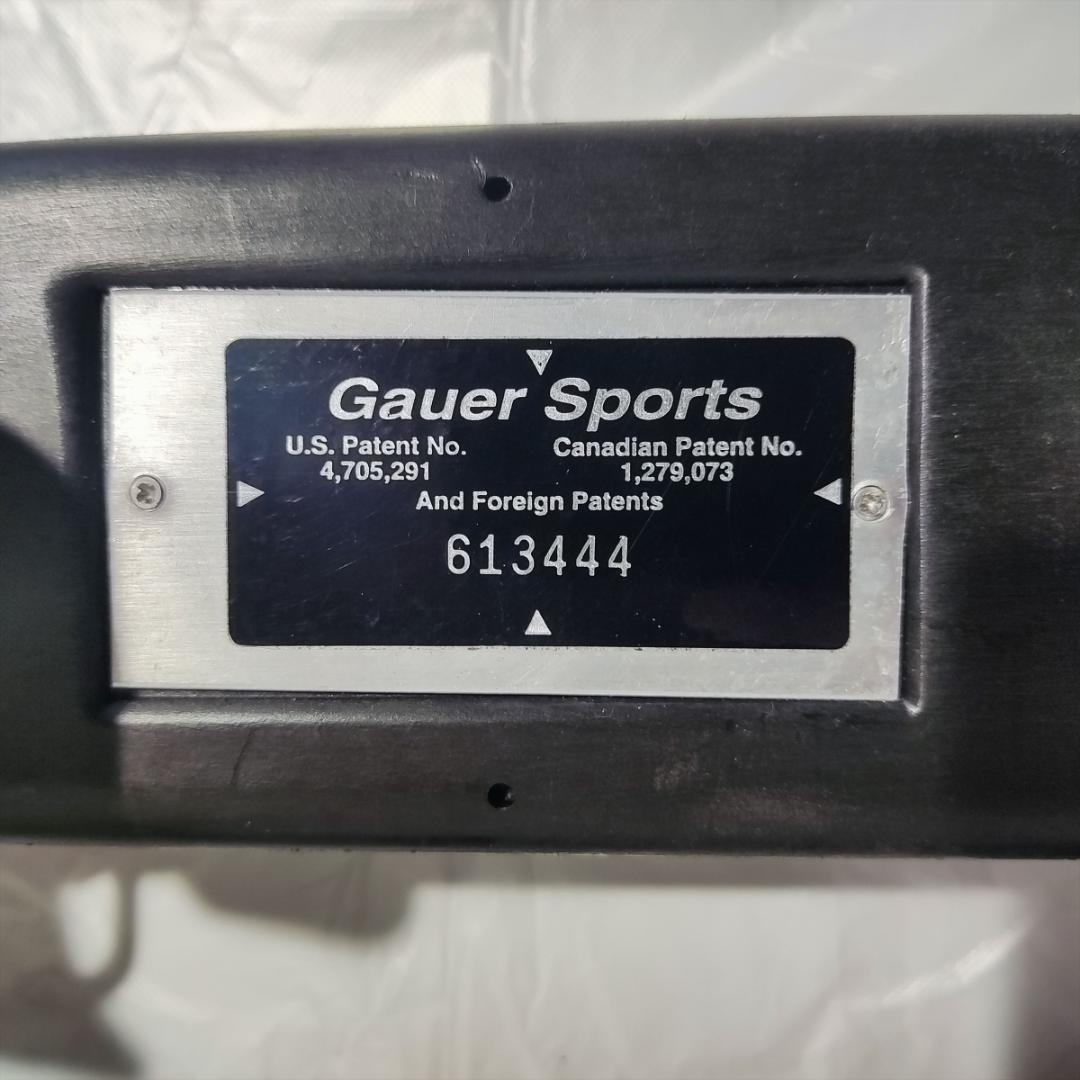 Gauer Sports
U.S. Patent No. Canadian Patent No.
4,705,291 1,279,073
And Foreign Patents
613444